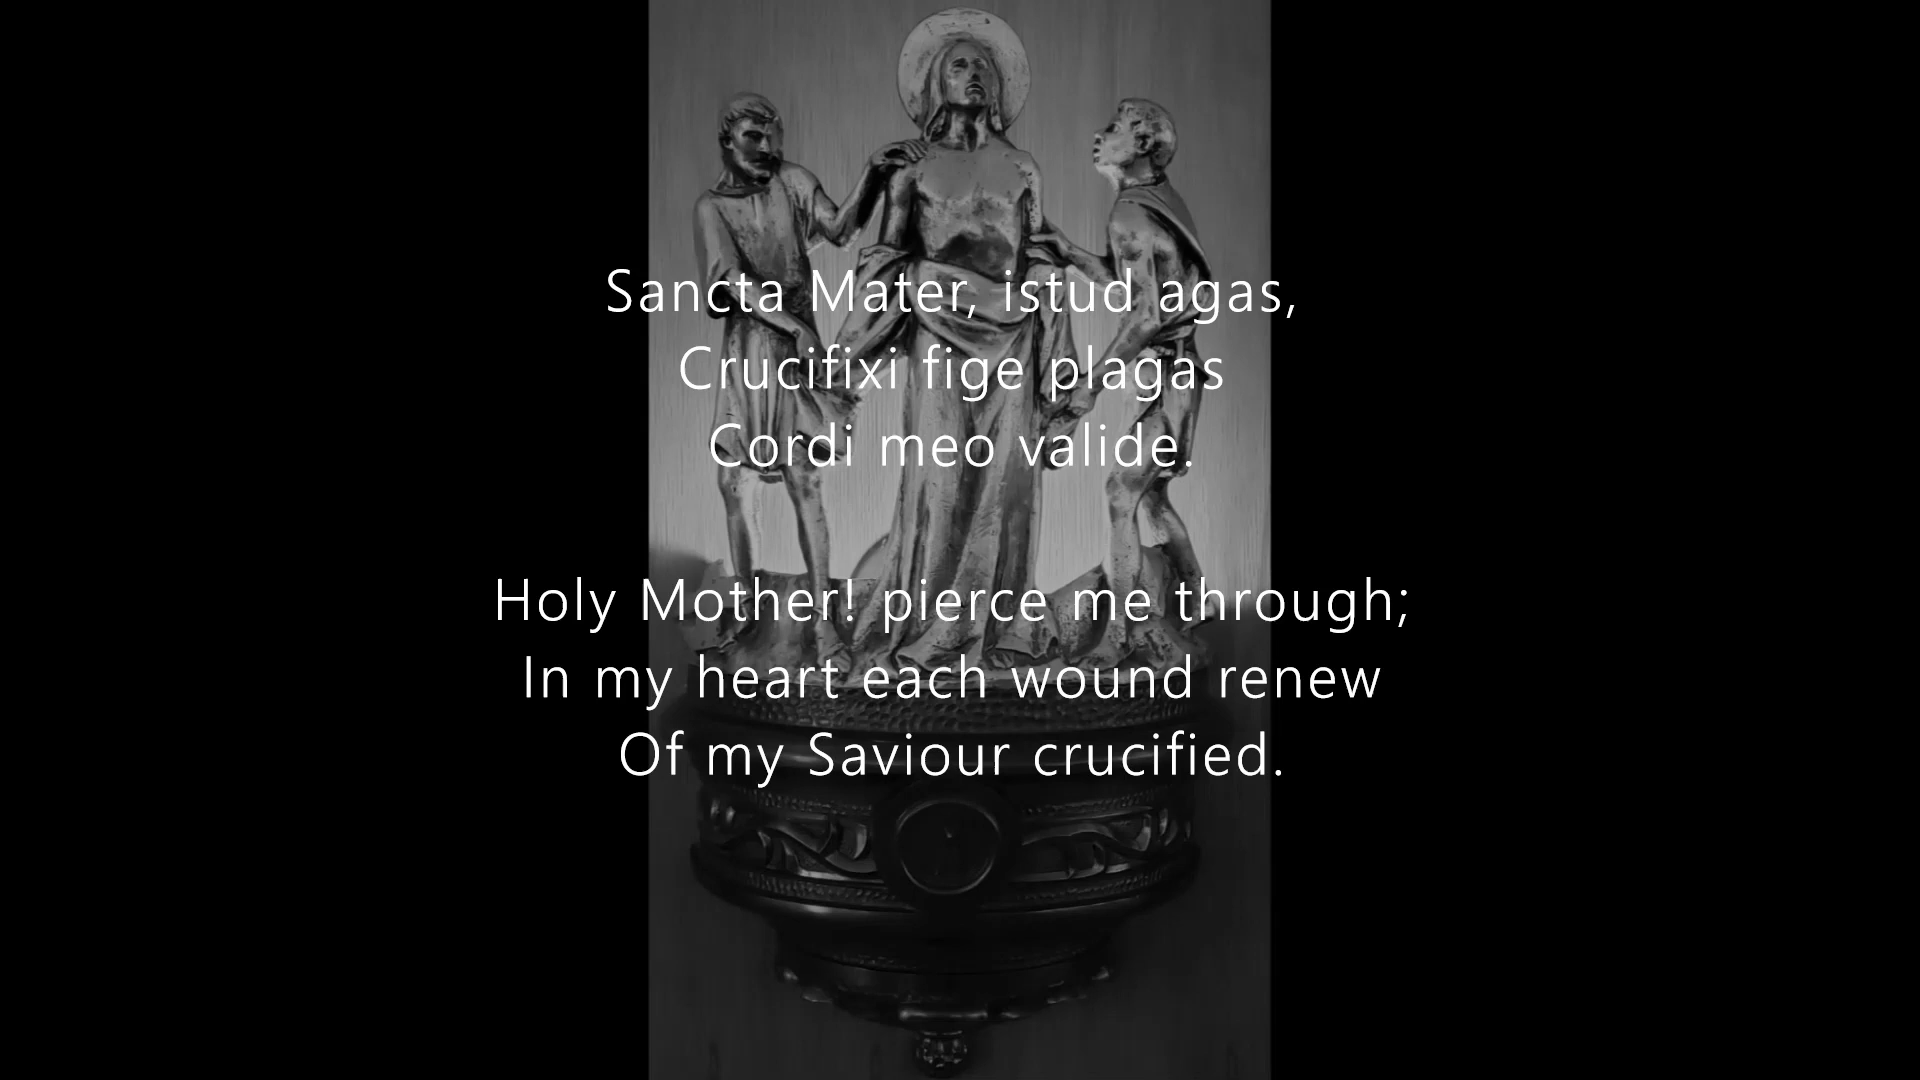 Sancta Mater, istud agas,
Crucifixi fige plagas
Cordi meo valide.
Holy Mother! pierce me through;
In my heart each wound renew
Of my Saviour crucified.